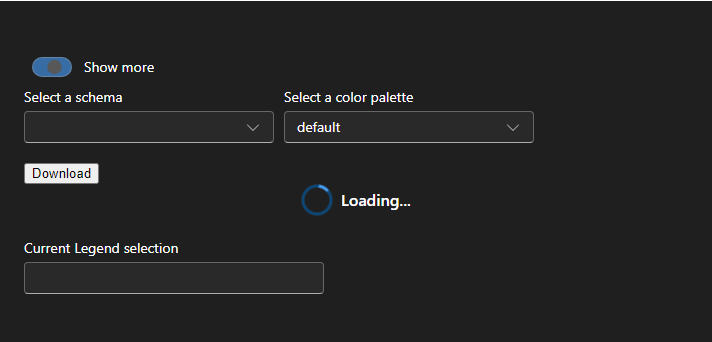 Show more
Select a schema
Select a color palette
default
Download
Loading...
Current Legend selection